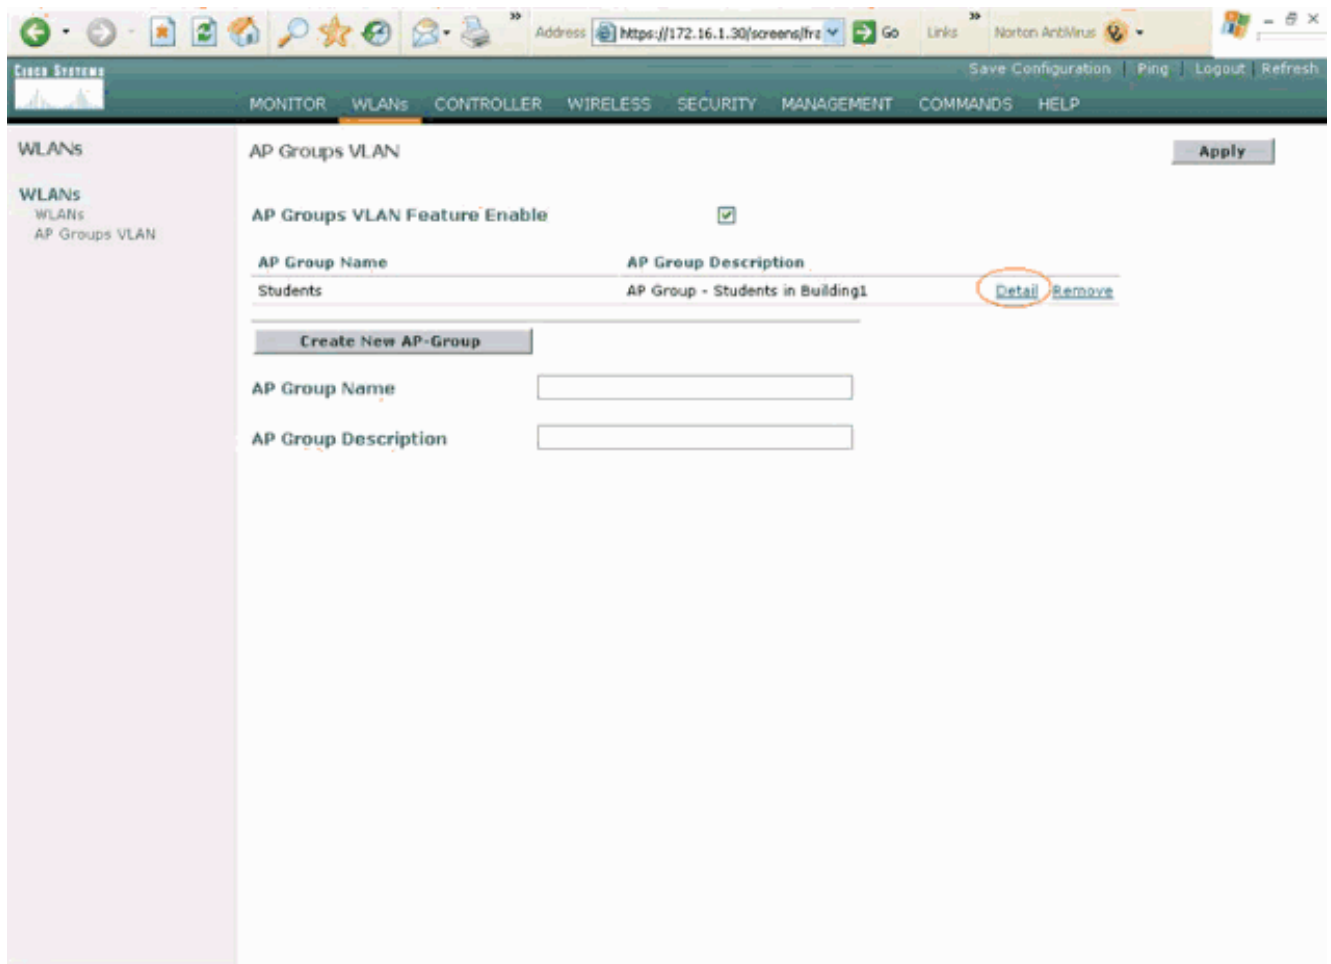 » Address https://172.16.1.30/screens/fra Go Links » Norton AntiVirus
CISCO SYSTEMS
Save Configuration | Ping | Logout | Refresh
MONITOR WLANs CONTROLLER WIRELESS SECURITY MANAGEMENT COMMANDS HELP
WLANs
WLANs
WLANs
AP Groups VLAN
AP Groups VLAN
Apply
AP Groups VLAN Feature Enable
AP Group Name AP Group Description
Students AP Group - Students in Building1 Detail Remove
Create New AP-Group
AP Group Name
AP Group Description